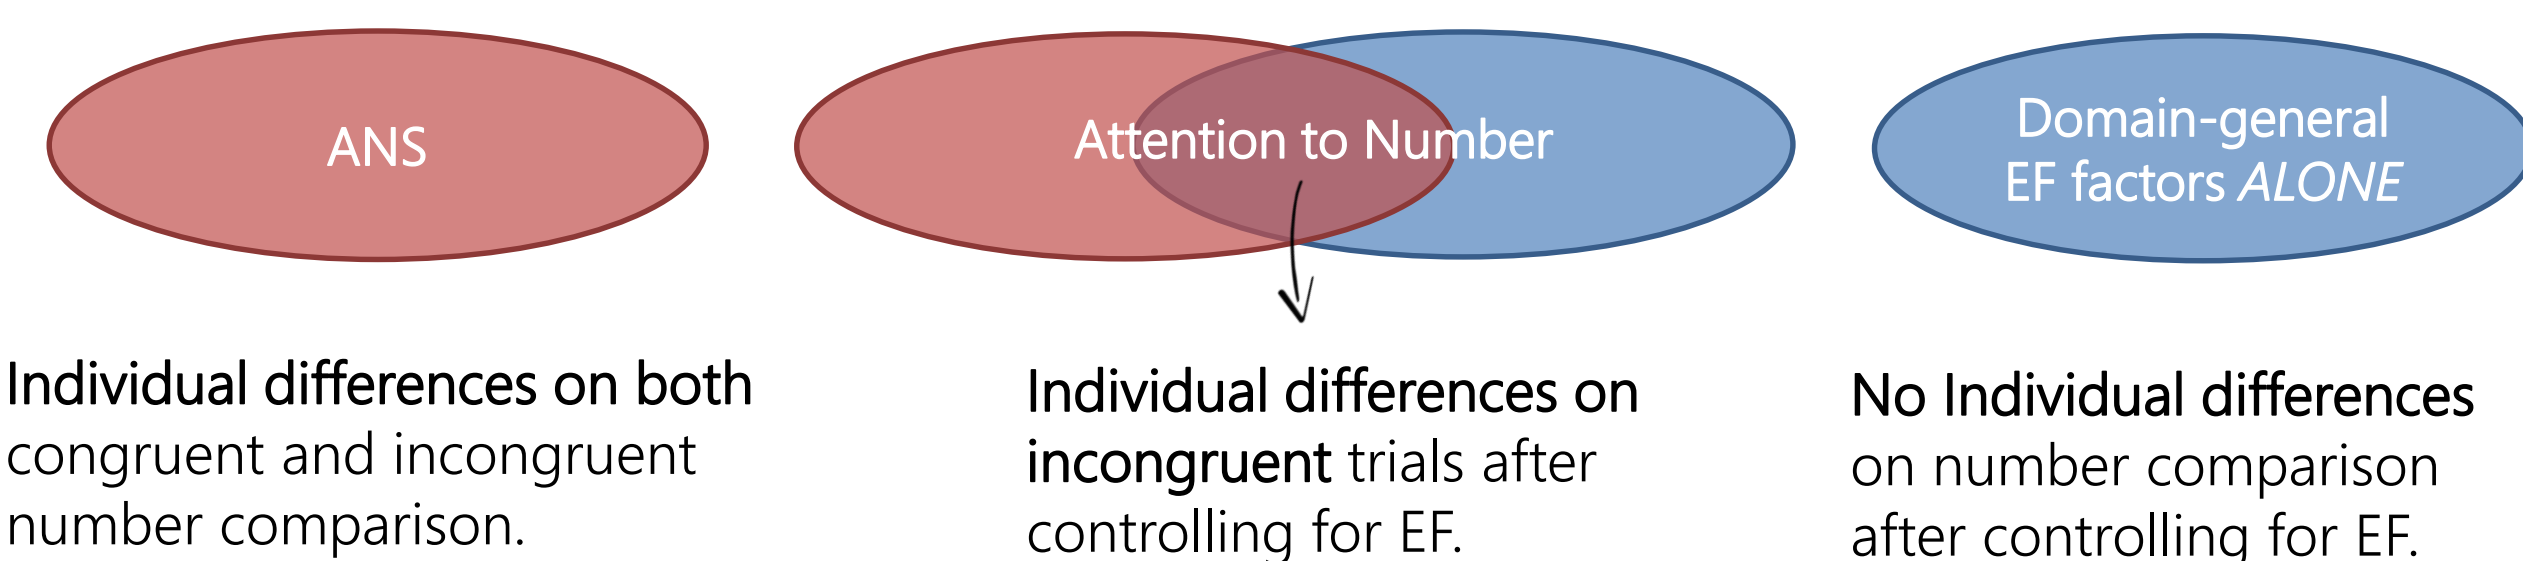 ANS
Attention to Number
Domain-general
EF factors ALONE
Individual differences on both
congruent and incongruent
number comparison.
Individual differences on
incongruent trials after
controlling for EF.
No Individual differences
on number comparison
after controlling for EF.